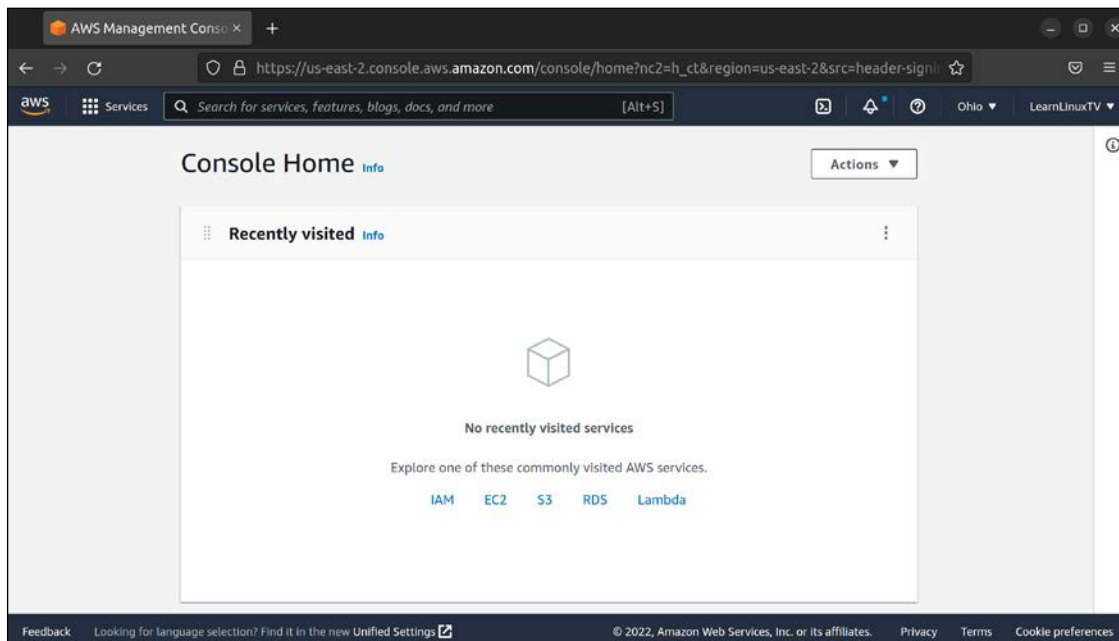 AWS Management Conso
https://us-east-2.console.aws.amazon.com/console/home?nc2=h_ct&region=us-east-2&src=header-signi
aws Services Search for services, features, blogs, docs, and more [Alt+S] Ohio LearnLinuxTV
Console Home Info Actions
Recently visited Info
No recently visited services
Explore one of these commonly visited AWS services.
IAM EC2 S3 RDS Lambda
Feedback Looking for language selection? Find it in the new Unified Settings © 2022, Amazon Web Services, Inc. or its affiliates. Privacy Terms Cookie preferences